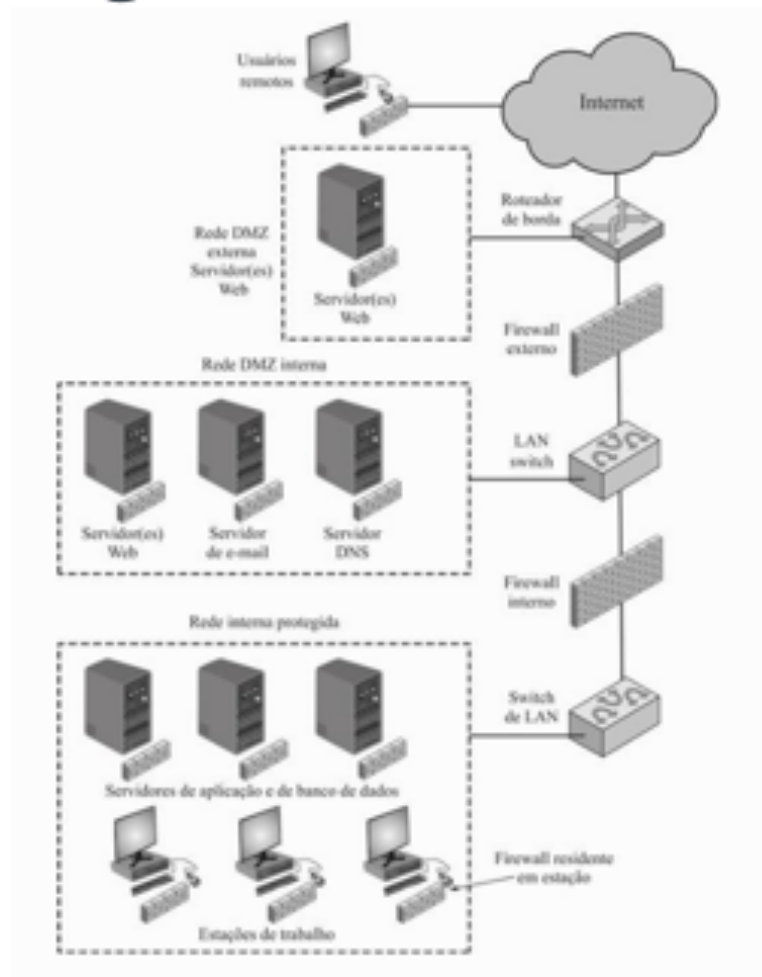 Usuários
remotos
Internet
Roteador
de borda
Rede DMZ
externa
Servidor(es)
Web
Servidor(es)
Web
Firewall
externo
Rede DMZ interna
LAN
switch
Servidor(es)
Web
Servidor
de e-mail
Servidor
DNS
Firewall
interno
Rede interna protegida
Switch
de LAN
Servidores de aplicação e de banco de dados
Firewall residente
em estação
Estações de trabalho